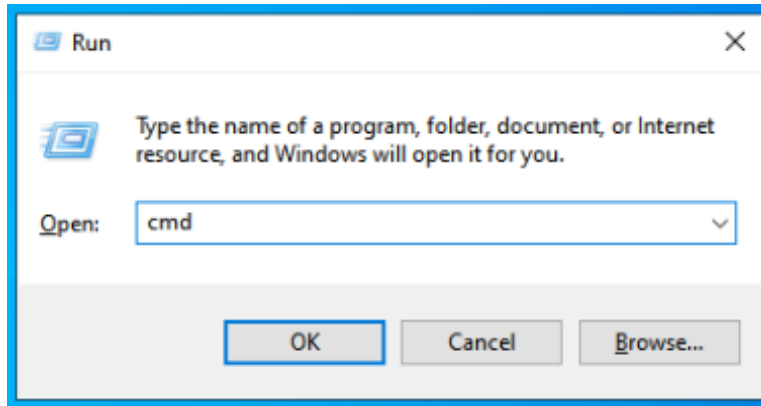 Run
Type the name of a program, folder, document, or Internet
resource, and Windows will open it for you.
Open: cmd
OK Cancel Browse...